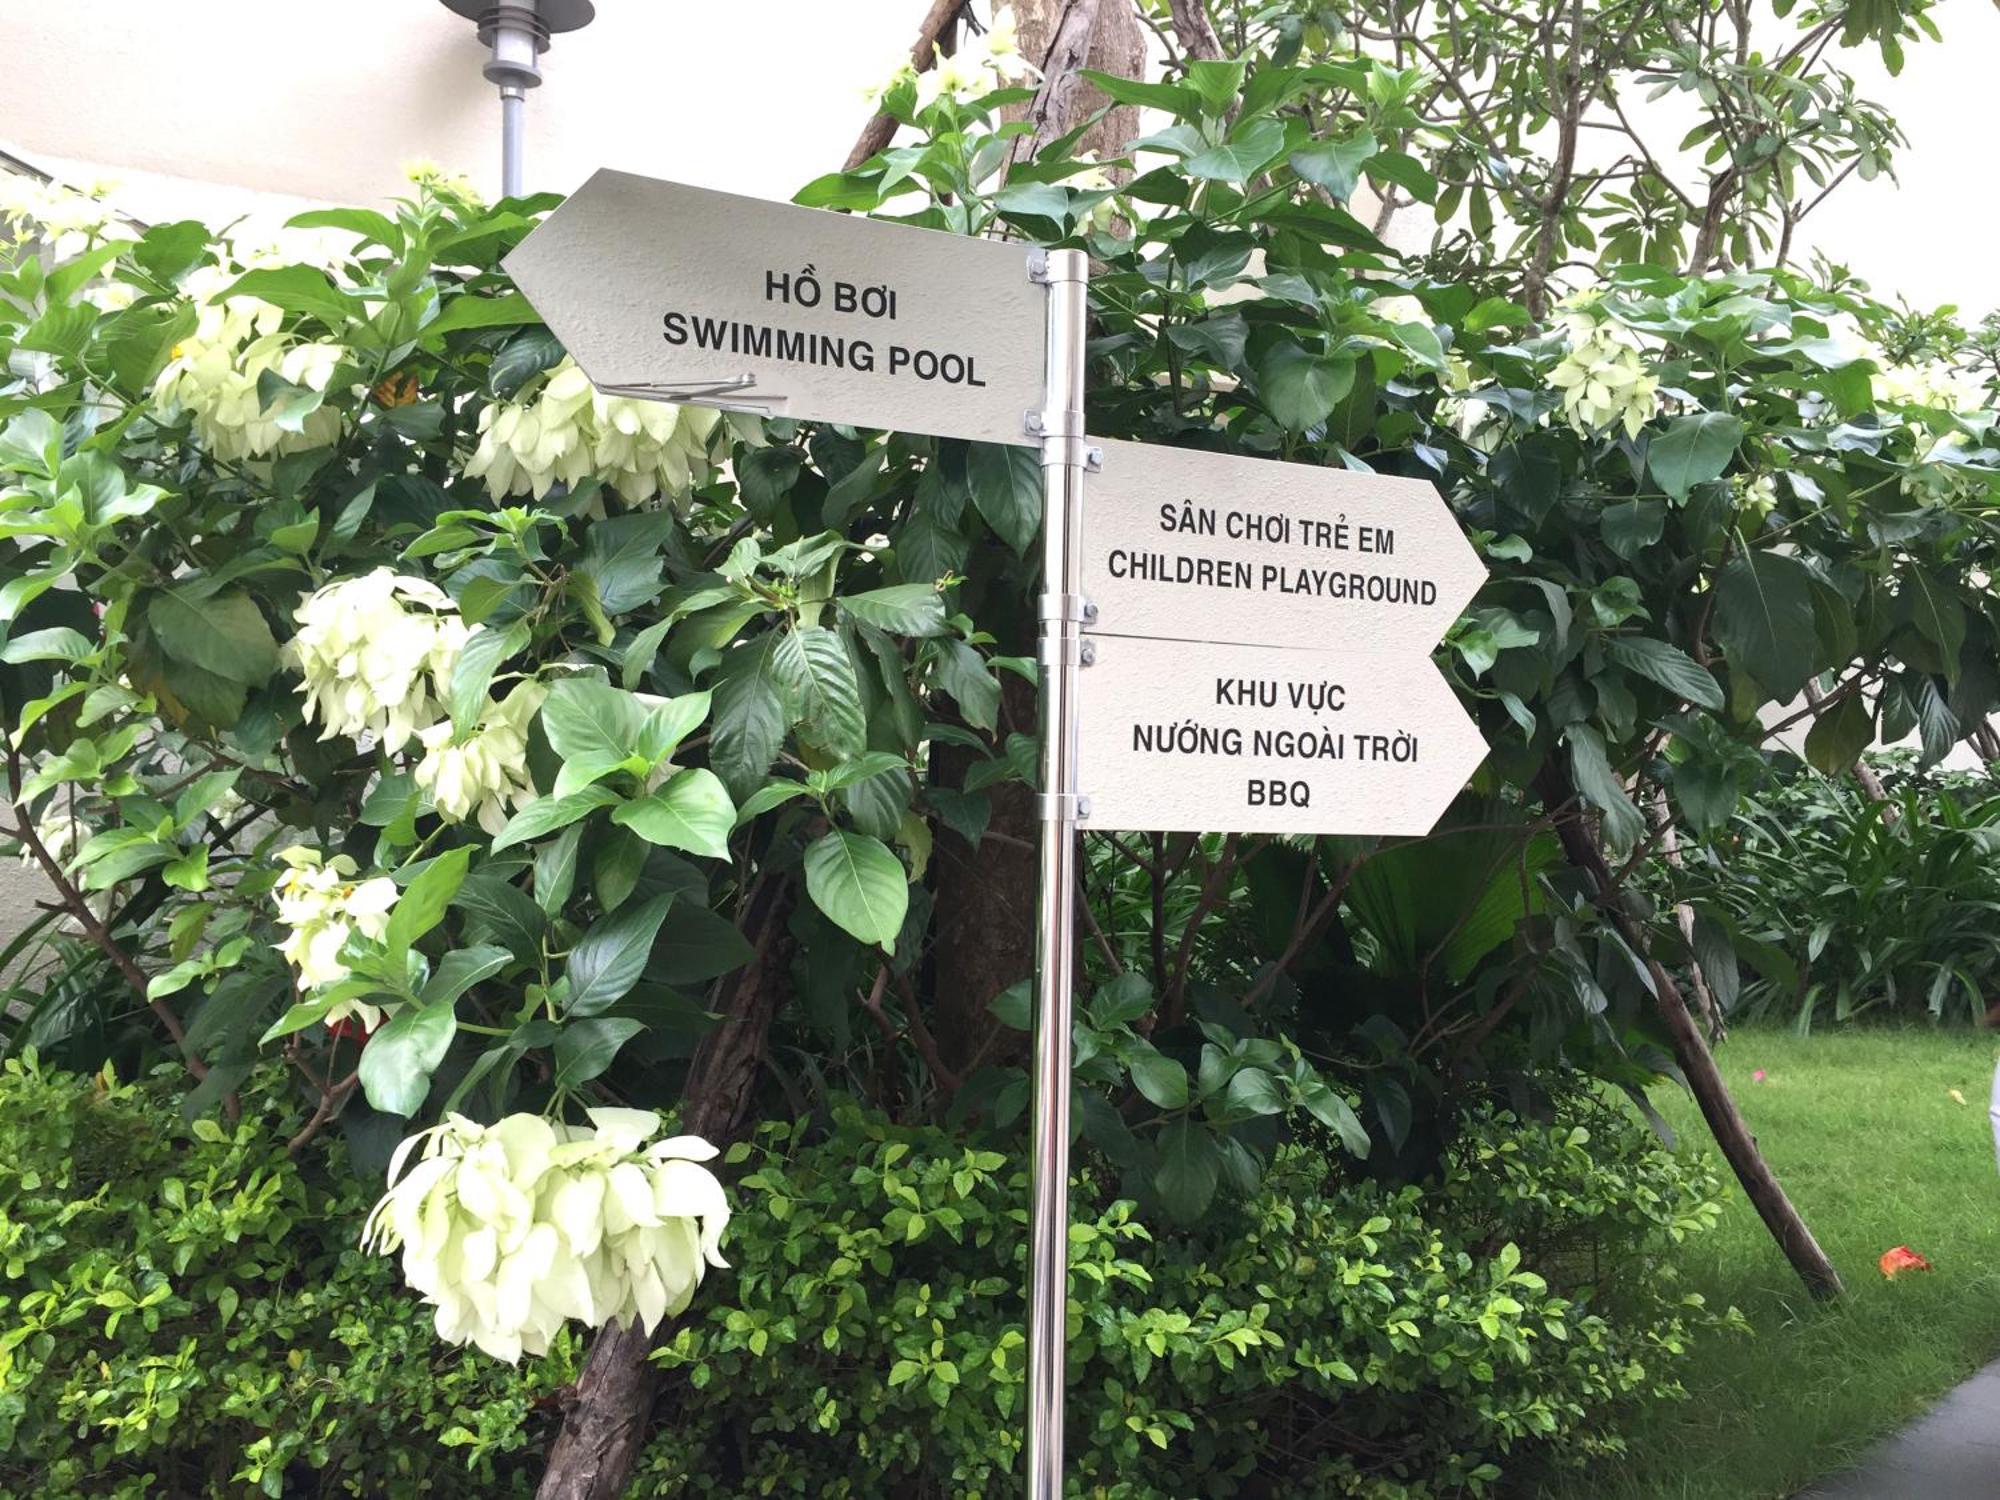 HỒ BƠI
SWIMMING POOL
SÂN CHƠI TRẺ EM
CHILDREN PLAYGROUND
KHU VỰC
NƯỚNG NGOÀI TRỜI
BBQ